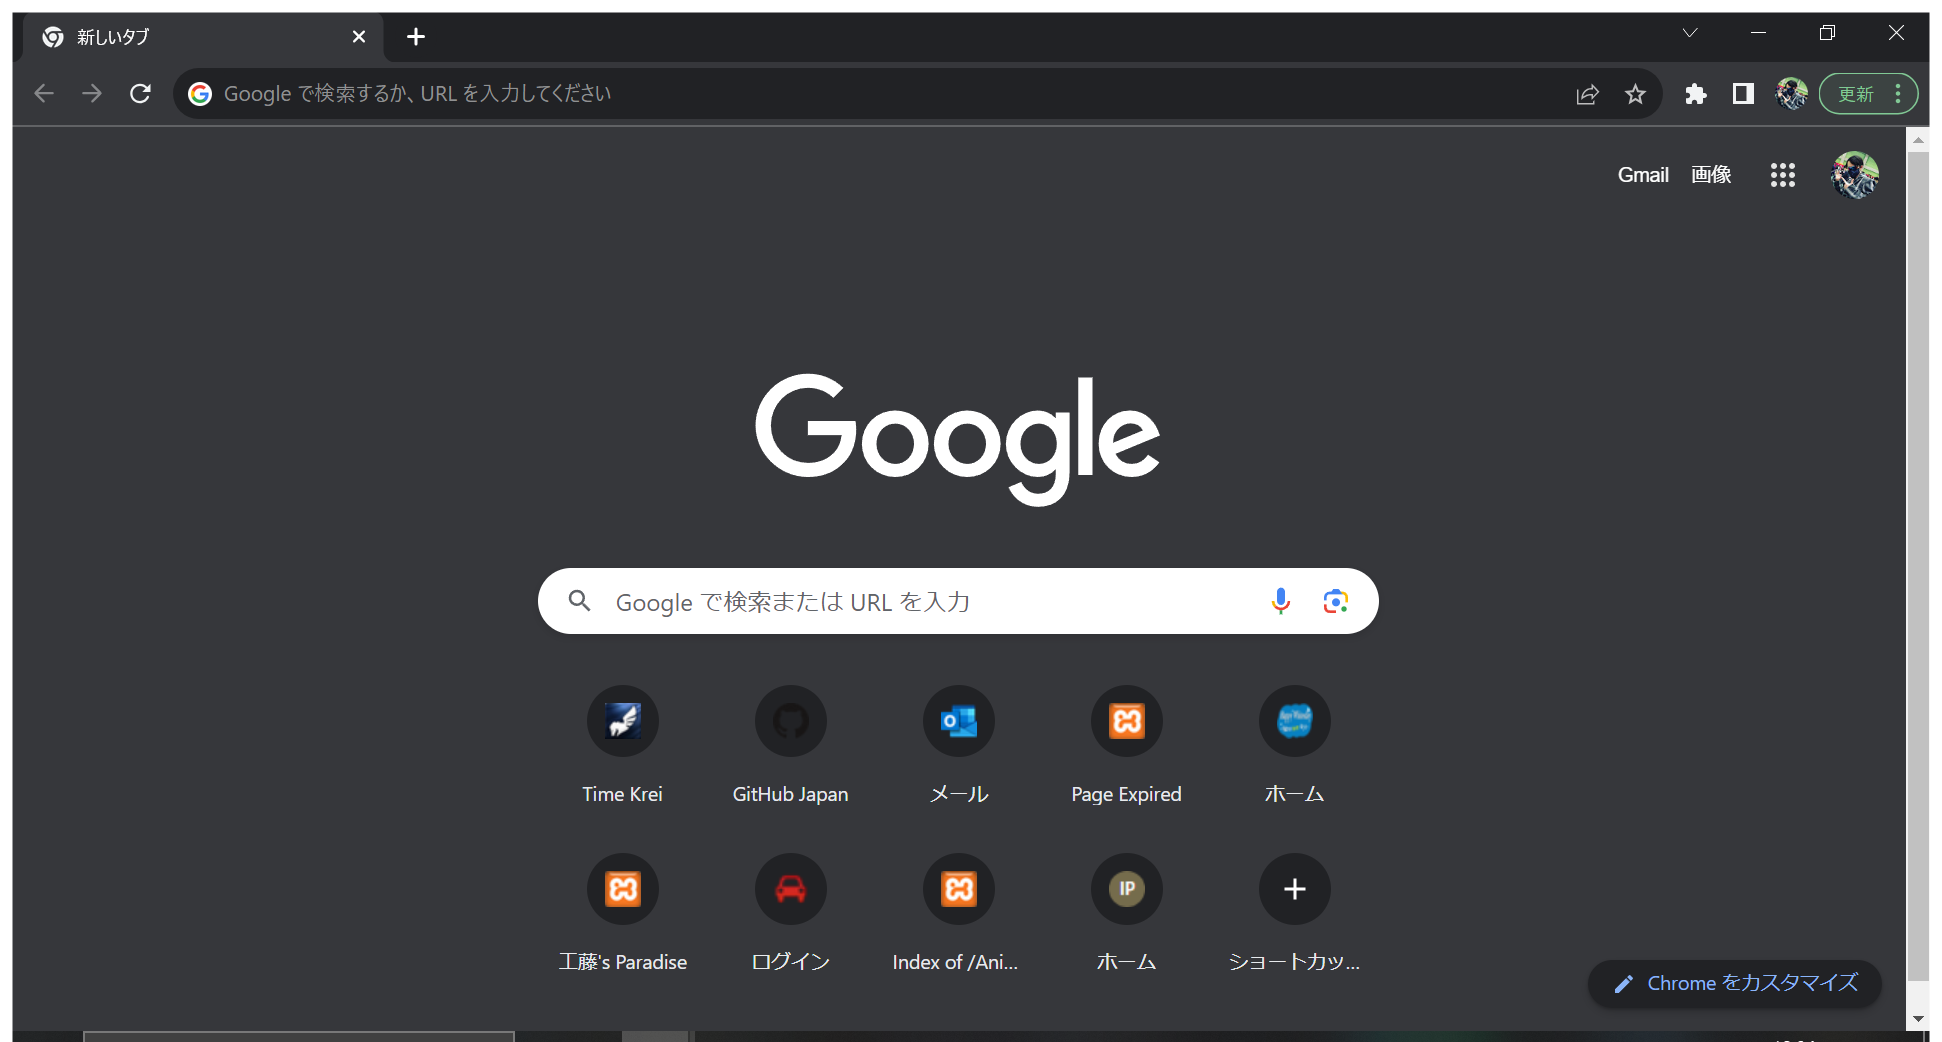 新しいタブ
Google で検索するか、URL を入力してください
更新
Gmail 画像
Google
Google で検索または URL を入力
Time Krei
GitHub Japan
メール
Page Expired
ホーム
工藤's Paradise
ログイン
Index of /Ani...
IP
ホーム
ショートカッ...
Chrome をカスタマイズ